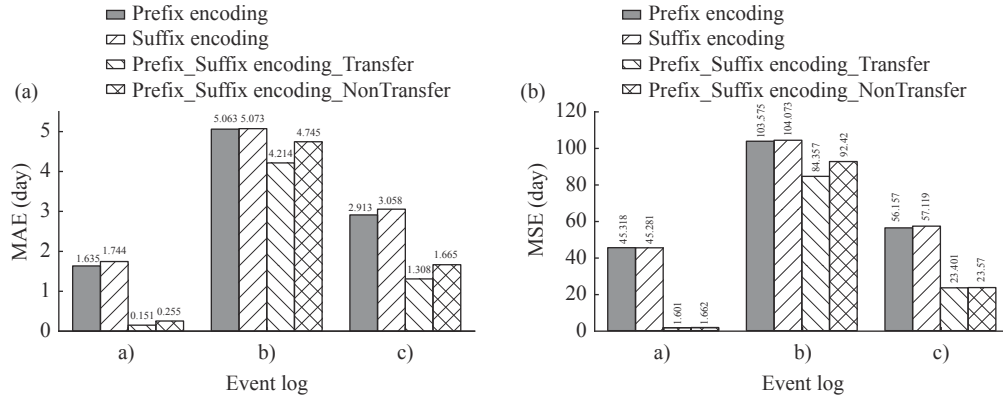 Prefix encoding
Suffix encoding
Prefix_Suffix encoding_Transfer
Prefix_Suffix encoding_NonTransfer
(a)
MAE (day)
5
4
3
2
1
0
1.635
1.744
0.151
0.255
5.063
5.073
4.214
4.745
2.913
3.058
1.308
1.665
a)
b)
c)
Event log
Prefix encoding
Suffix encoding
Prefix_Suffix encoding_Transfer
Prefix_Suffix encoding_NonTransfer
(b)
MSE (day)
120
100
80
60
40
20
0
45.318
45.281
1.601
1.662
103.575
104.073
84.357
92.42
56.157
57.119
23.401
23.57
a)
b)
c)
Event log